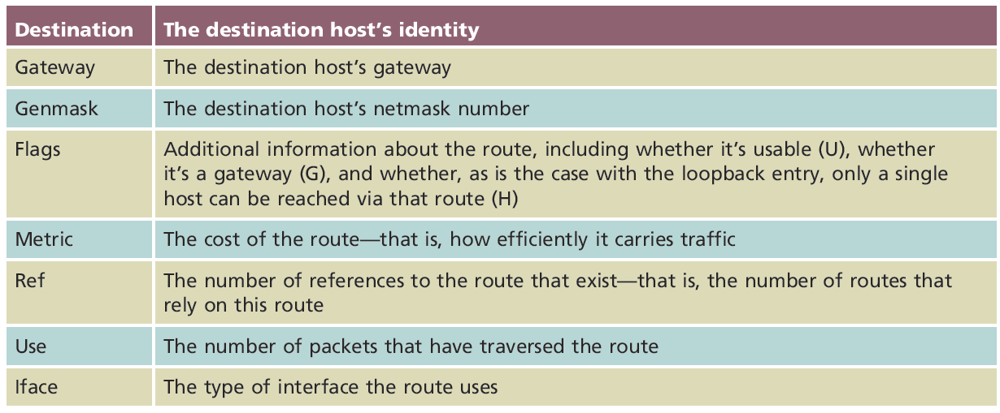 Destination The destination host’s identity
Gateway The destination host’s gateway
Genmask The destination host’s netmask number
Flags Additional information about the route, including whether it’s usable (U), whether
it’s a gateway (G), and whether, as is the case with the loopback entry, only a single
host can be reached via that route (H)
Metric The cost of the route—that is, how efficiently it carries traffic
Ref The number of references to the route that exist—that is, the number of routes that
rely on this route
Use The number of packets that have traversed the route
Iface The type of interface the route uses